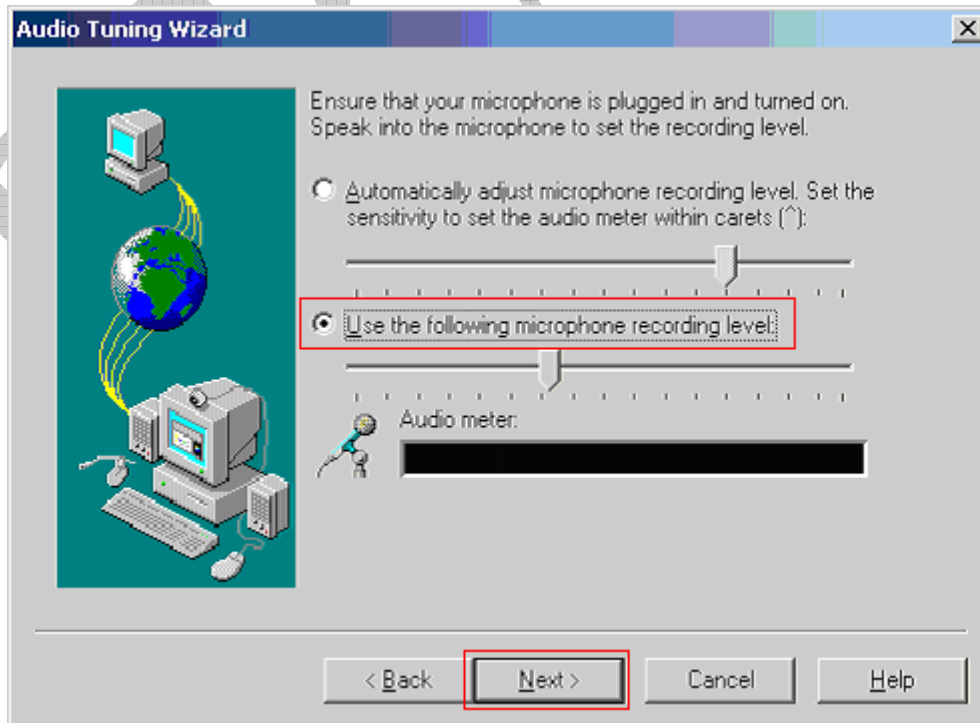 Audio Tuning Wizard
Ensure that your microphone is plugged in and turned on.
Speak into the microphone to set the recording level.
Automatically adjust microphone recording level. Set the
sensitivity to set the audio meter within carets (^):
Use the following microphone recording level:
Audio meter:
< Back
Next >
Cancel
Help